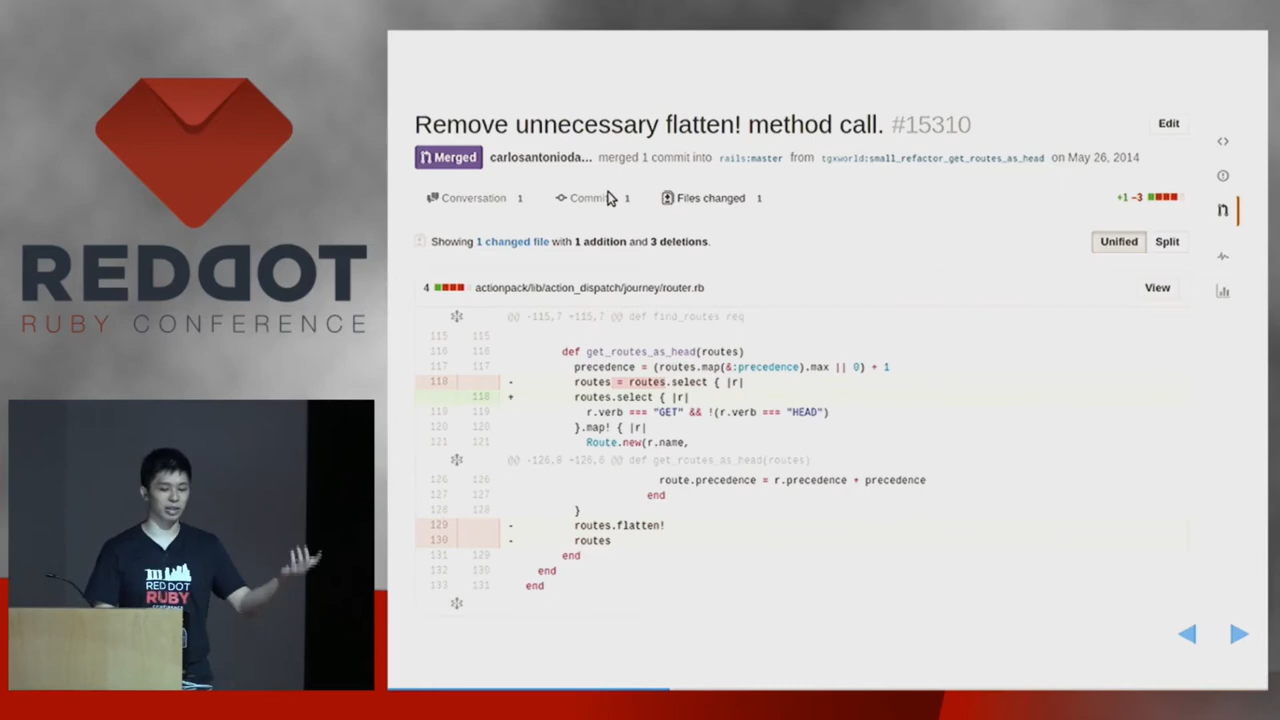 REDDOT
RUBY CONFERENCE
RED DOT
RUBY
CONFERENCE
Remove unnecessary flatten! method call. #15310
Edit
Merged carlosantonioda... merged 1 commit into rails:master from tgxworld:small_refactor_get_routes_as_head on May 26, 2014
Conversation 1 Commi 1 Files changed 1 +1 −3
Showing 1 changed file with 1 addition and 3 deletions. Unified Split
4 actionpack/lib/action_dispatch/journey/router.rb View
@@ -115,7 +115,7 @@ def find_routes req
115 115
116 116 def get_routes_as_head(routes)
117 117 precedence = (routes.map(&:precedence).max || 0) + 1
118 - routes = routes.select { |r|
118 + routes.select { |r|
119 119 r.verb === "GET" && !(r.verb === "HEAD")
120 120 }.map! { |r|
121 121 Route.new(r.name,
@@ -126,8 +126,6 @@ def get_routes_as_head(routes)
126 126 route.precedence = r.precedence + precedence
127 127 end
128 128 }
129 - routes.flatten!
130 - routes
131 129 end
132 130 end
133 131 end